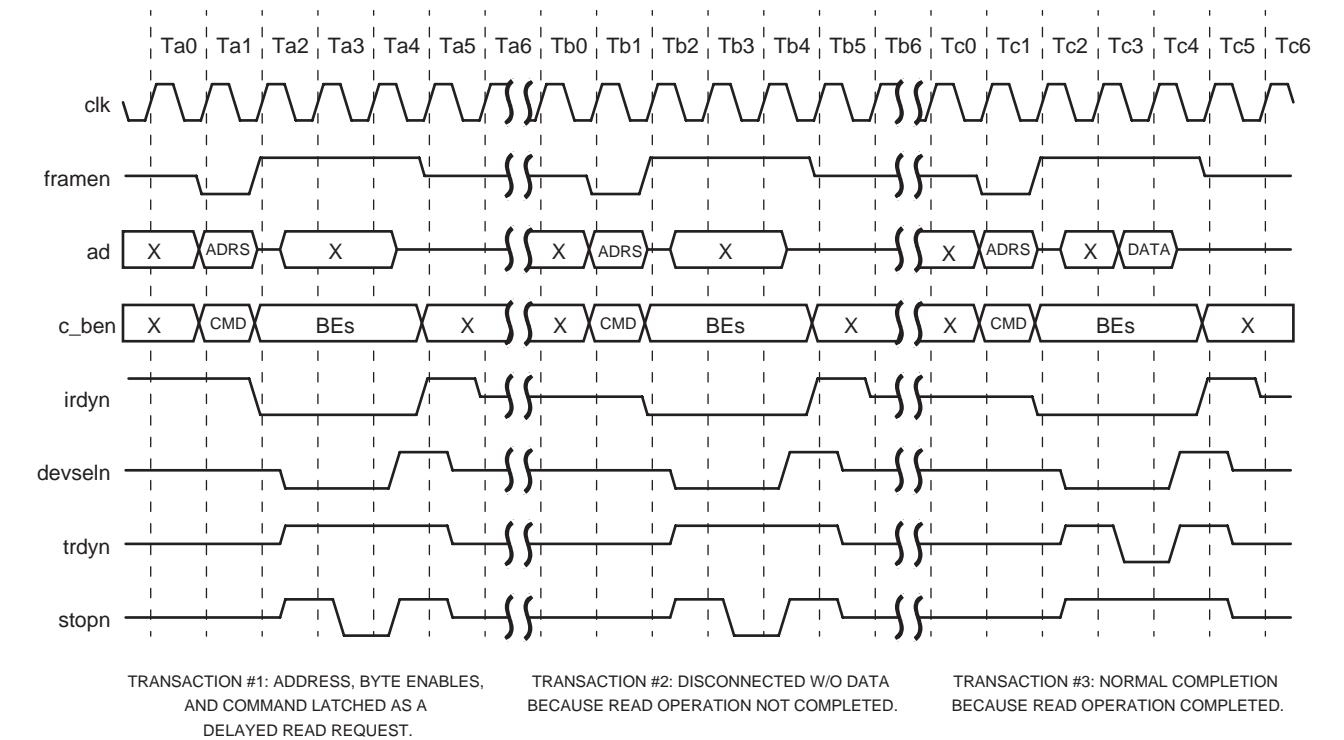 Ta0 Ta1 Ta2 Ta3 Ta4 Ta5 Ta6 Tb0 Tb1 Tb2 Tb3 Tb4 Tb5 Tb6 Tc0 Tc1 Tc2 Tc3 Tc4 Tc5 Tc6
clk
framen
ad X ADRS X X ADRS X X ADRS X DATA
c_ben X CMD BEs X X CMD BEs X X CMD BEs X
irdyn
devseln
trdyn
stopn
TRANSACTION #1: ADDRESS, BYTE ENABLES,
AND COMMAND LATCHED AS A
DELAYED READ REQUEST.
TRANSACTION #2: DISCONNECTED W/O DATA
BECAUSE READ OPERATION NOT COMPLETED.
TRANSACTION #3: NORMAL COMPLETION
BECAUSE READ OPERATION COMPLETED.